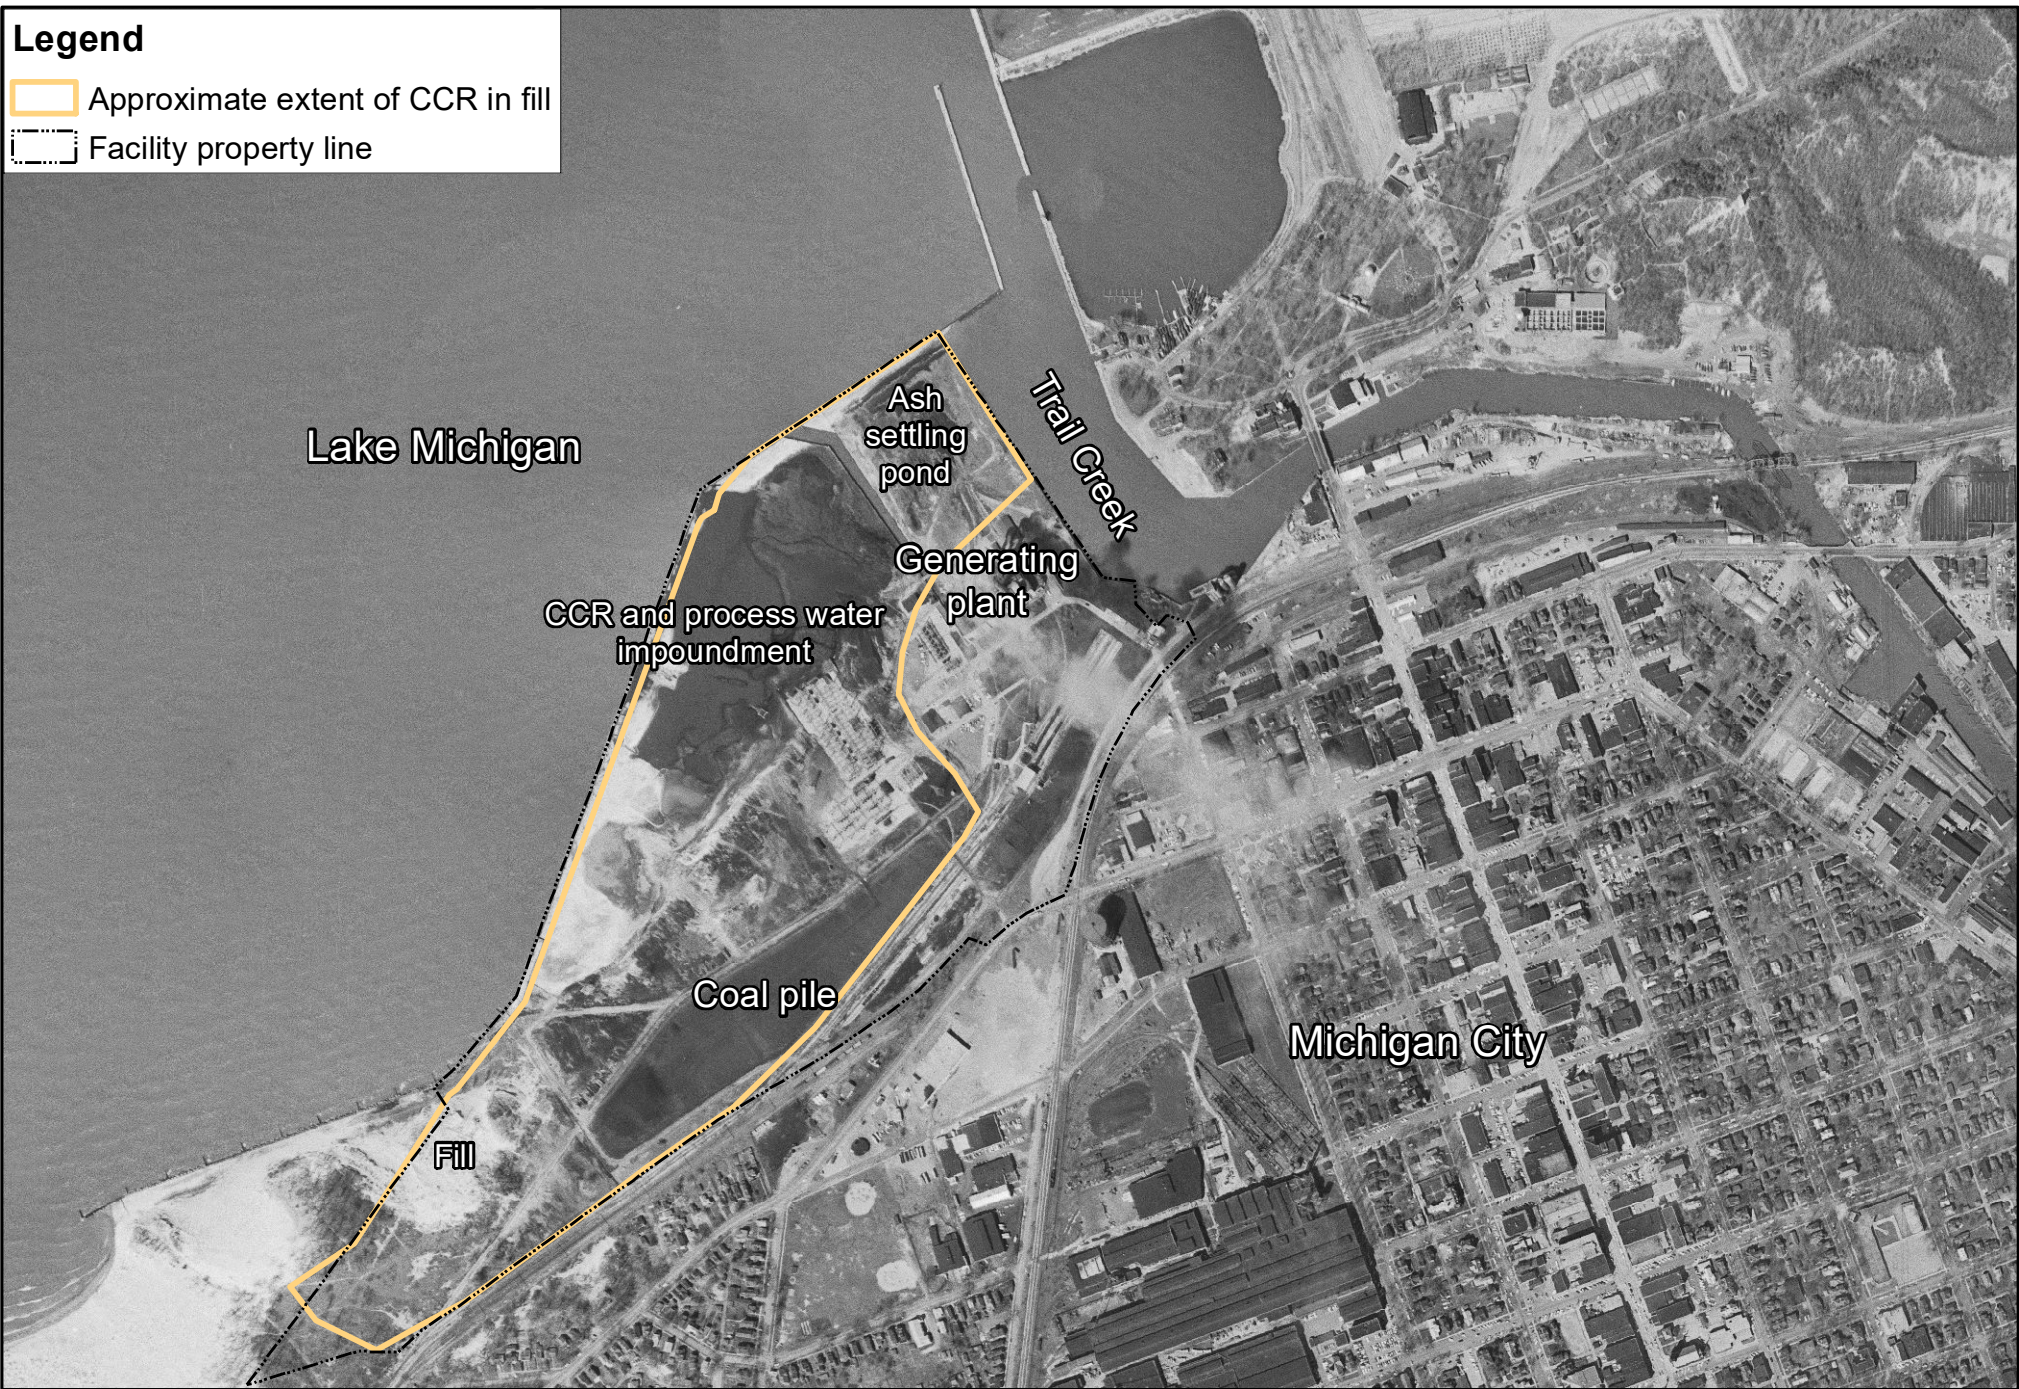 Legend
Approximate extent of CCR in fill
Facility property line
Lake Michigan
Ash
settling
pond
Trail Creek
Generating
plant
CCR and process water
impoundment
Coal pile
Michigan City
Fill